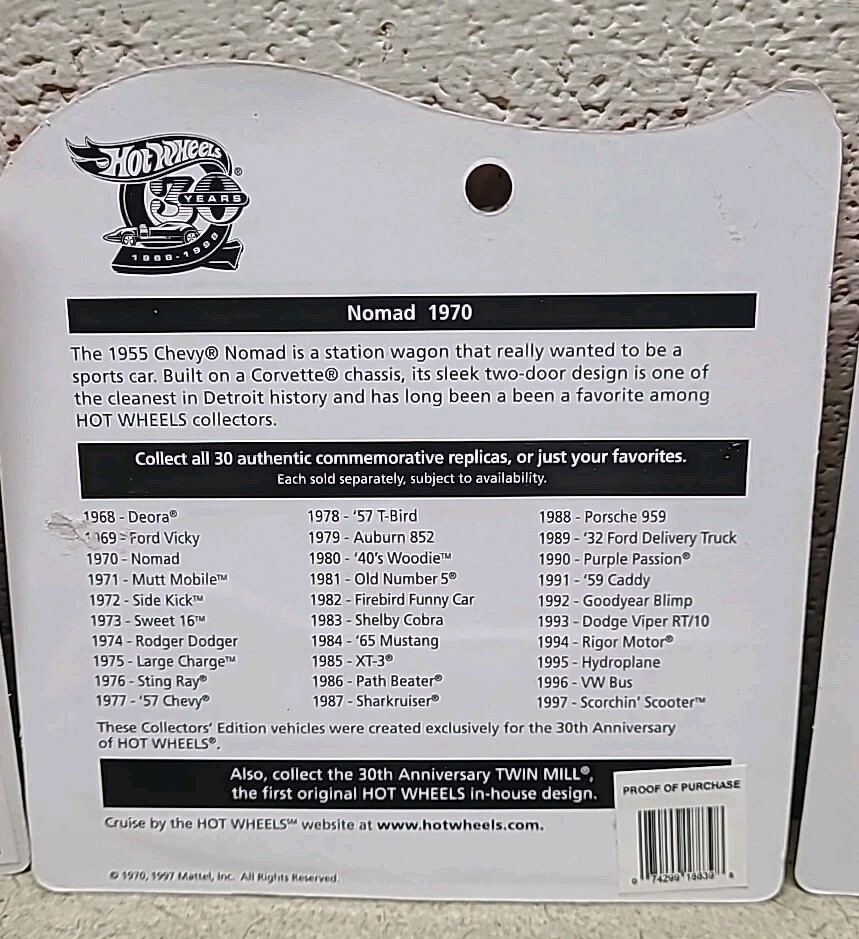 HOT WHEELS®
30
YEARS
1968-1998
Nomad 1970
The 1955 Chevy® Nomad is a station wagon that really wanted to be a
sports car. Built on a Corvette® chassis, its sleek two-door design is one of
the cleanest in Detroit history and has long been a been a favorite among
HOT WHEELS collectors.
Collect all 30 authentic commemorative replicas, or just your favorites.
Each sold separately, subject to availability.
1968 - Deora®
1969 - Ford Vicky
1970 - Nomad
1971 - Mutt Mobile™
1972 - Side Kick™
1973 - Sweet 16™
1974 - Rodger Dodger
1975 - Large Charge™
1976 - Sting Ray®
1977 - '57 Chevy®
1978 - '57 T-Bird
1979 - Auburn 852
1980 - '40's Woodie™
1981 - Old Number 5®
1982 - Firebird Funny Car
1983 - Shelby Cobra
1984 - '65 Mustang
1985 - XT-3®
1986 - Path Beater®
1987 - Sharkruiser®
1988 - Porsche 959
1989 - '32 Ford Delivery Truck
1990 - Purple Passion®
1991 - '59 Caddy
1992 - Goodyear Blimp
1993 - Dodge Viper RT/10
1994 - Rigor Motor®
1995 - Hydroplane
1996 - VW Bus
1997 - Scorchin' Scooter™
These Collectors' Edition vehicles were created exclusively for the 30th Anniversary
of HOT WHEELS®.
Also, collect the 30th Anniversary TWIN MILL®,
the first original HOT WHEELS in-house design.
Cruise by the HOT WHEELS℠ website at www.hotwheels.com.
© 1970, 1997 Mattel, Inc. All Rights Reserved.
PROOF OF PURCHASE
0 74299 18839 8